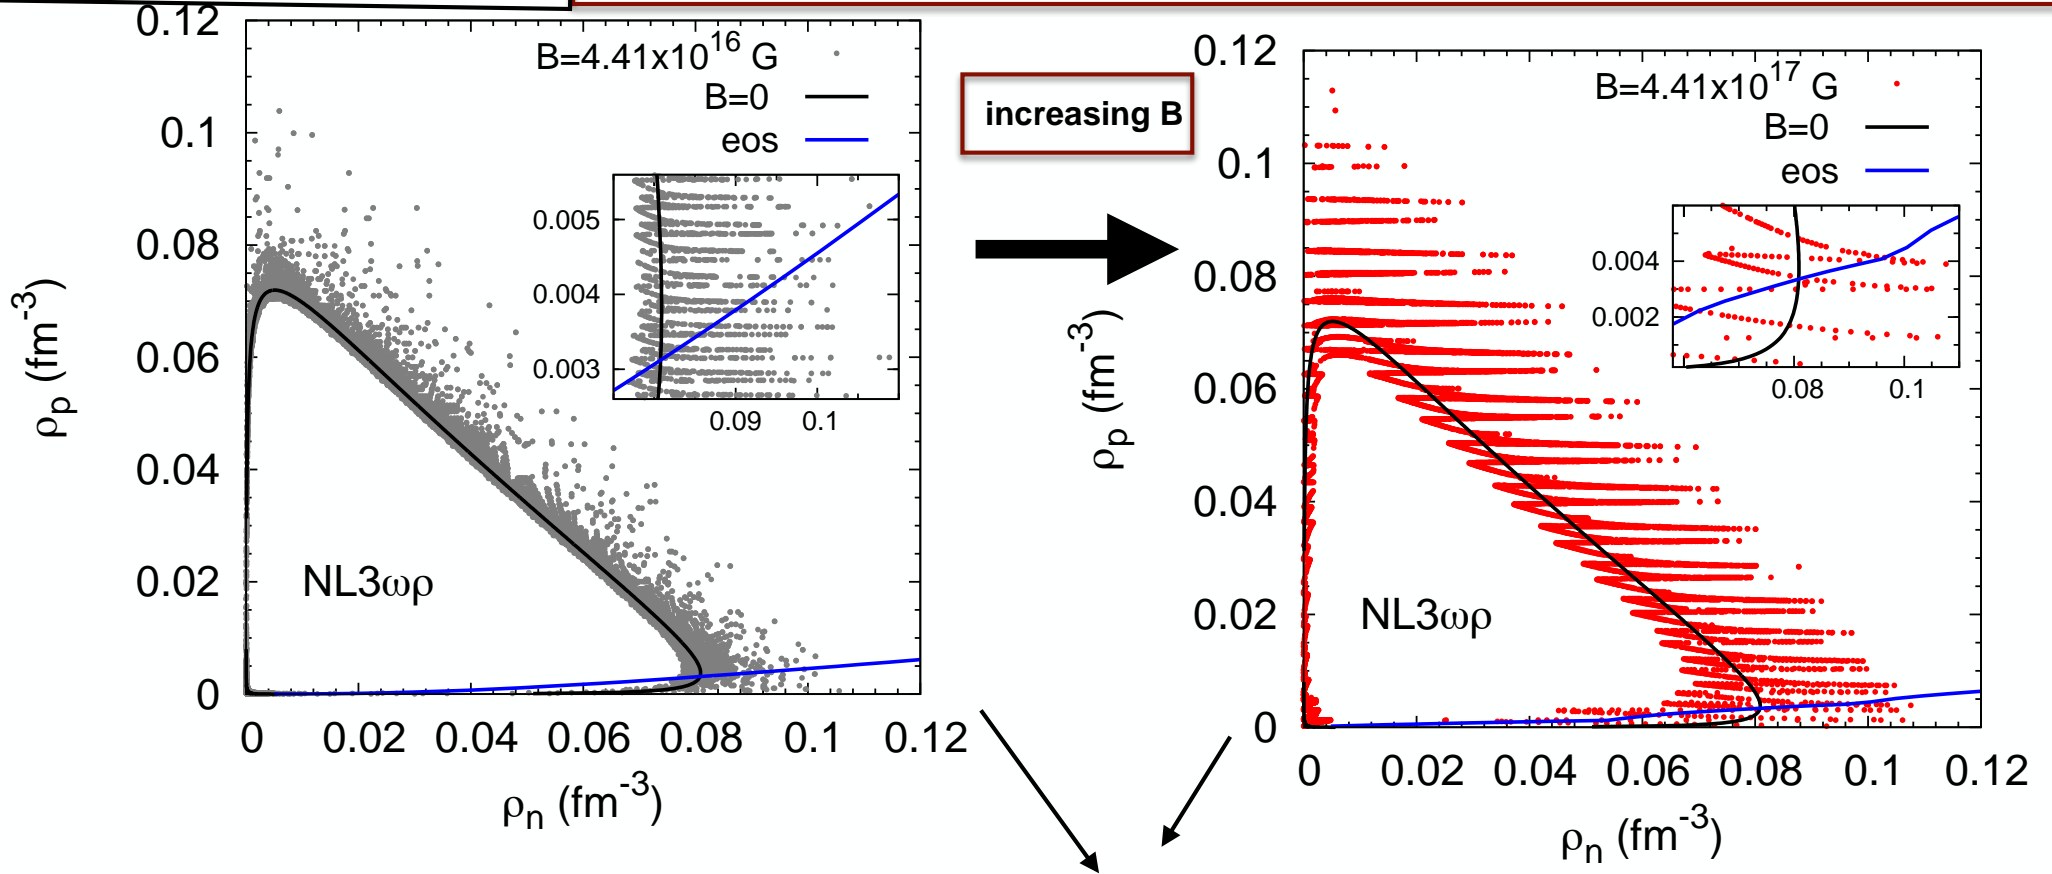 B=4.41x10^16 G
B=0
eos
0.12
0.1
0.08
0.06
0.04
0.02
0
ρp (fm^-3)
0.005
0.004
0.003
0.09 0.1
NL3ωρ
0 0.02 0.04 0.06 0.08 0.1 0.12
ρn (fm^-3)
increasing B
B=4.41x10^17 G
B=0
eos
0.12
0.1
0.08
0.06
0.04
0.02
0
ρp (fm^-3)
0.004
0.002
0.08 0.1
NL3ωρ
0 0.02 0.04 0.06 0.08 0.1 0.12
ρn (fm^-3)